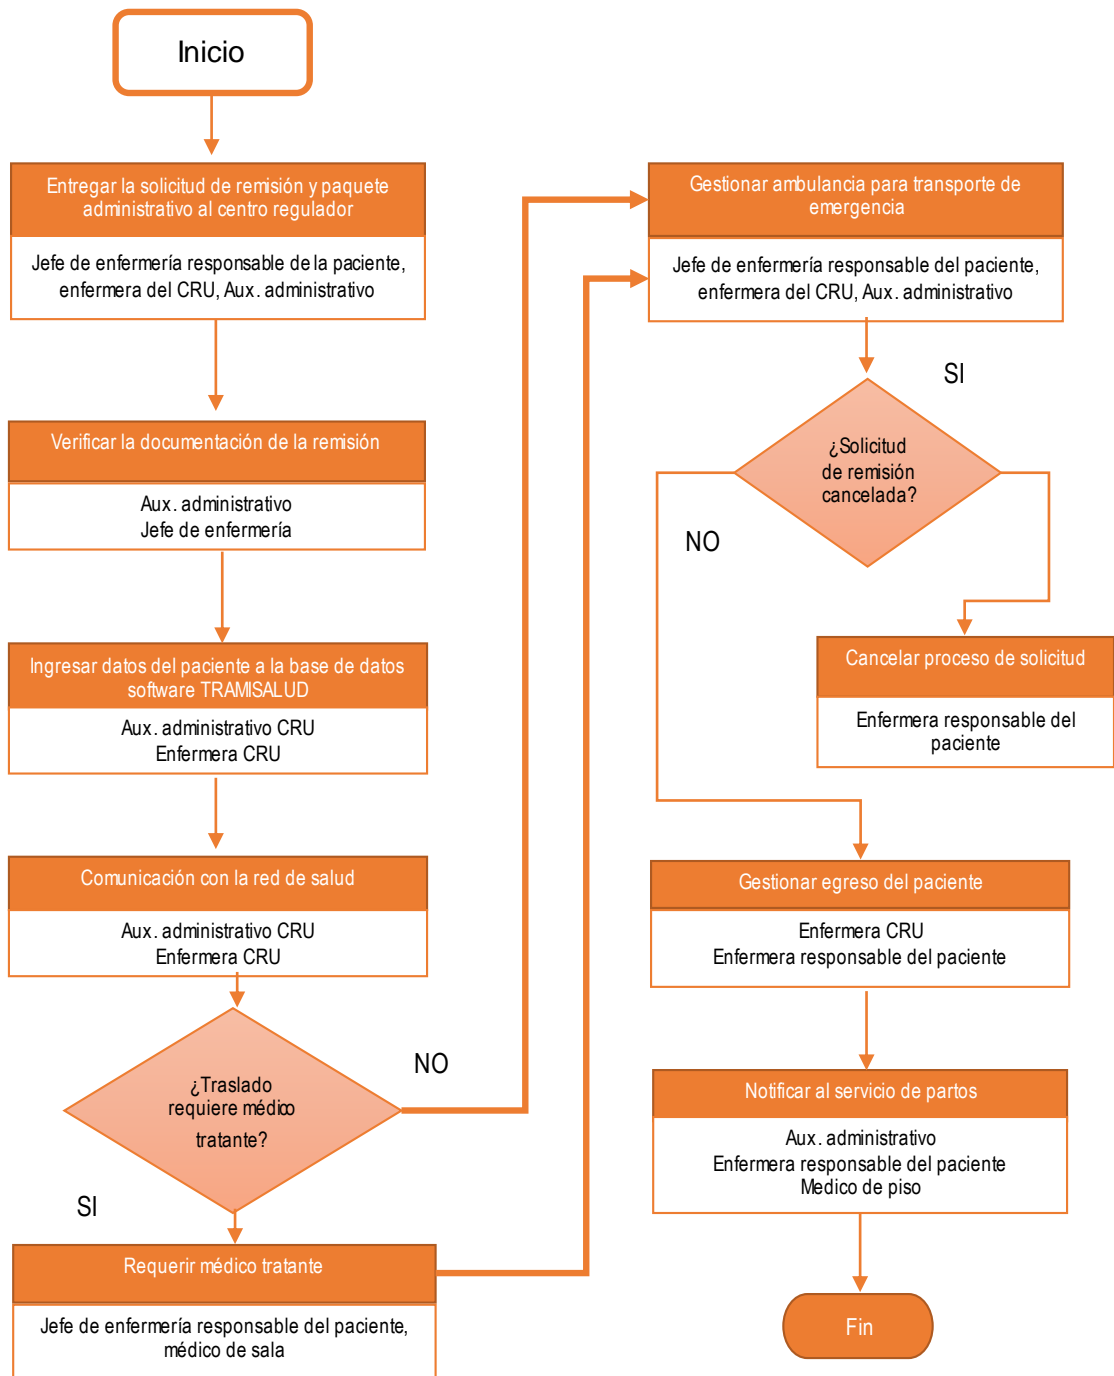 Inicio
Entregar la solicitud de remisión y paquete
administrativo al centro regulador
Jefe de enfermería responsable de la paciente,
enfermera del CRU, Aux. administrativo
Verificar la documentación de la remisión
Aux. administrativo
Jefe de enfermería
Ingresar datos del paciente a la base de datos
software TRAMISALUD
Aux. administrativo CRU
Enfermera CRU
Comunicación con la red de salud
Aux. administrativo CRU
Enfermera CRU
¿Traslado
requiere médico
tratante?
NO
SI
Requerir médico tratante
Jefe de enfermería responsable del paciente,
médico de sala
Gestionar ambulancia para transporte de
emergencia
Jefe de enfermería responsable del paciente,
enfermera del CRU, Aux. administrativo
SI
¿Solicitud
de remisión
cancelada?
NO
Cancelar proceso de solicitud
Enfermera responsable del
paciente
Gestionar egreso del paciente
Enfermera CRU
Enfermera responsable del paciente
Notificar al servicio de partos
Aux. administrativo
Enfermera responsable del paciente
Medico de piso
Fin